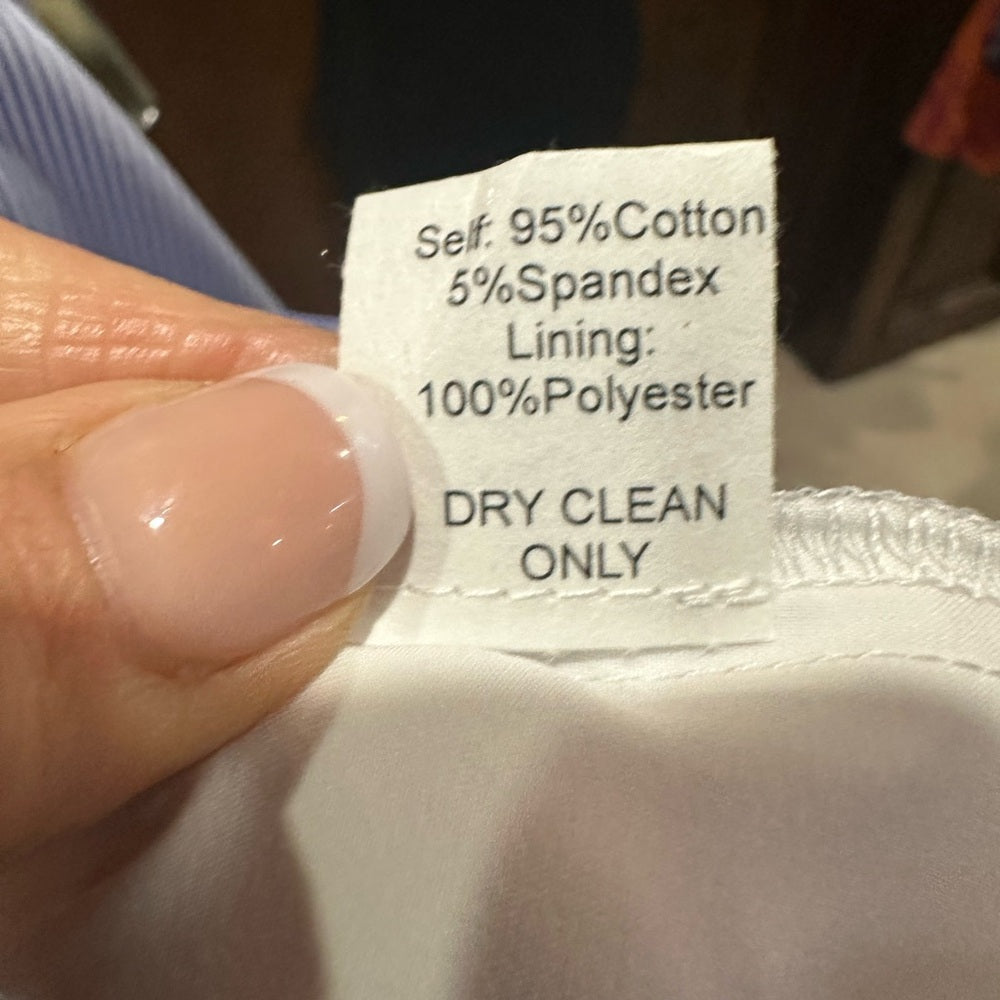 Self: 95%Cotton
5%Spandex
Lining:
100%Polyester
DRY CLEAN
ONLY